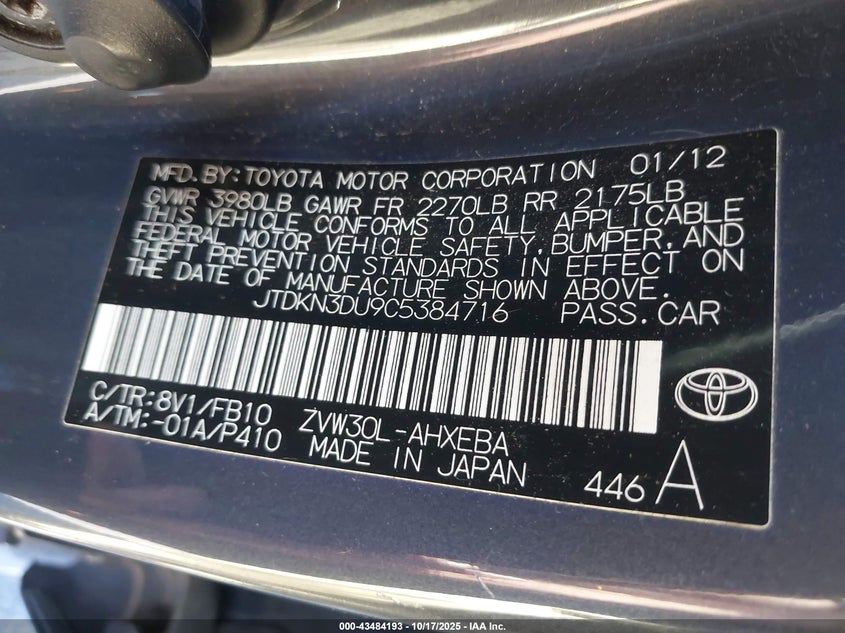 MFD.BY:TOYOTA MOTOR CORPORATION 01/12
GVWR 3980LB GAWR FR 2270LB RR 2175LB
THIS VEHICLE CONFORMS TO ALL APPLICABLE
FEDERAL MOTOR VEHICLE SAFETY,BUMPER,AND
THEFT PREVENTION STANDARDS IN EFFECT ON
THE DATE OF MANUFACTURE SHOWN ABOVE.
JTDKN3DU9C5384716 PASS.CAR
C/TR:8V1/FB10 ZVW30L-AHXEBA
A/TM:-01A/P410 MADE IN JAPAN
446 A
000-43484193 - 10/17/2025 - IAA Inc.